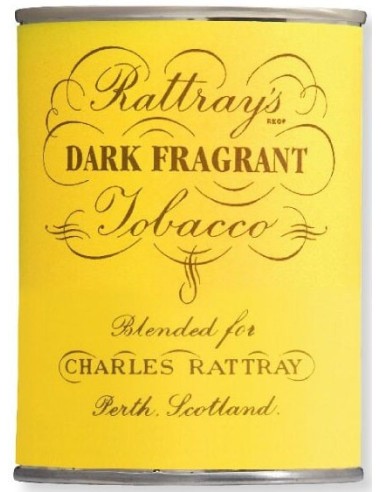 Rattray's
REGD
DARK FRAGRANT
Tobacco
Blended for
CHARLES RATTRAY
Perth, Scotland.